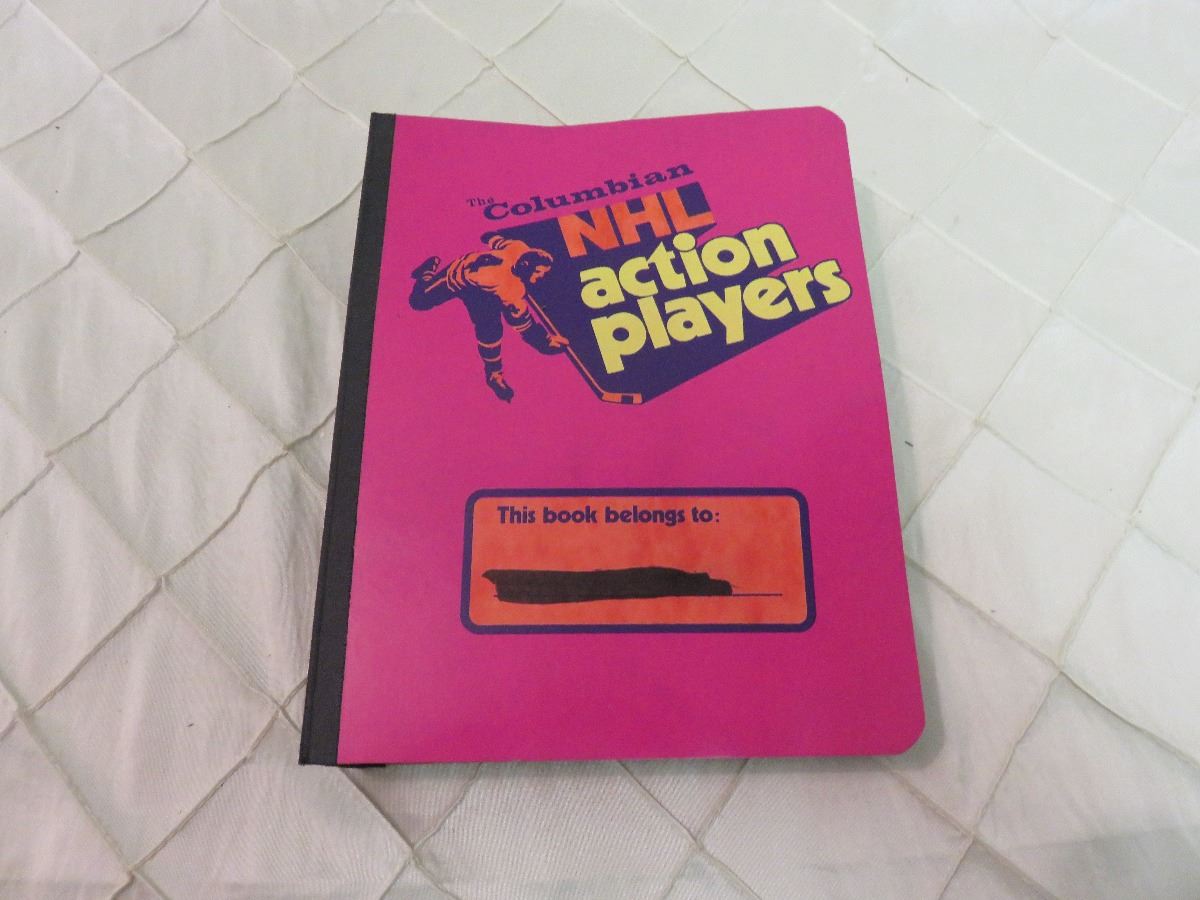 The Columbian
NHL
action
players
This book belongs to: